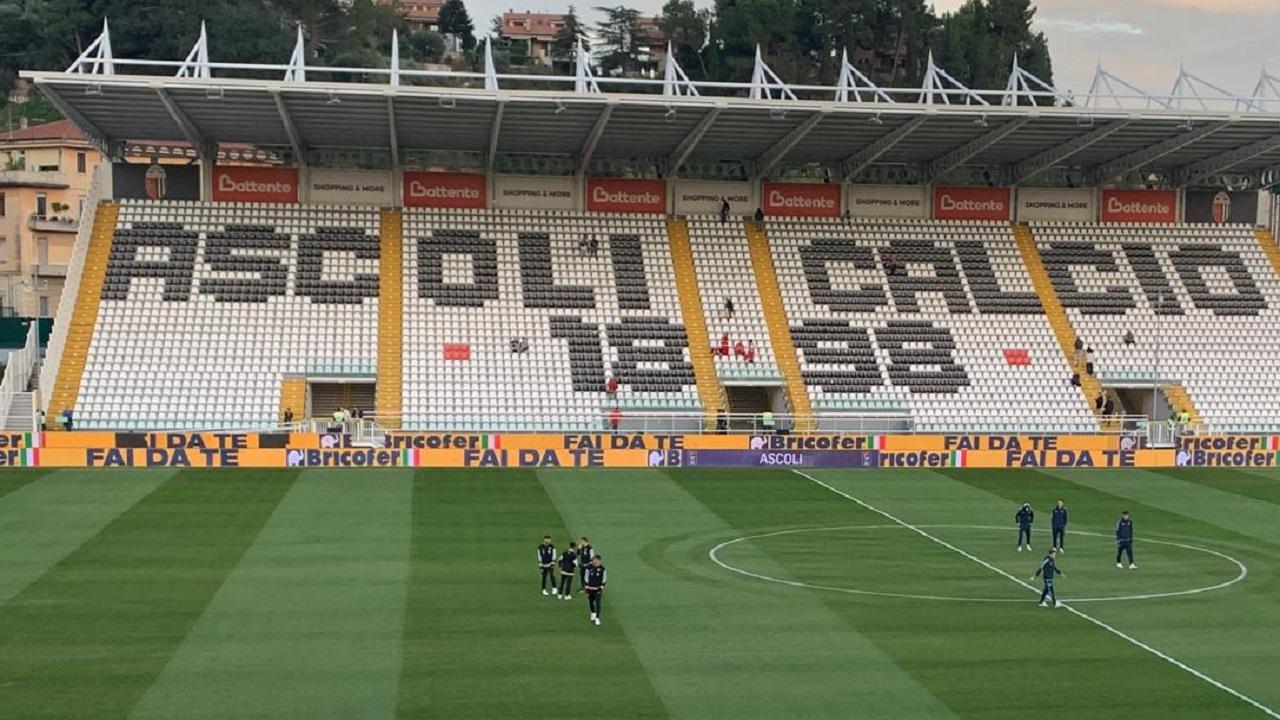 Battente SHOPPING & MORE Battente SHOPPING & MORE Battente SHOPPING & MORE Battente SHOPPING & MORE Battente SHOPPING & MORE Battente
ASCOLI CALCIO
1898
Bricofer FAI DA TE Bricofer FAI DA TE Bricofer FAI DA TE Bricofer
FAI DA TE Bricofer FAI DA TE B ASCOLI ricofer FAI DA TE Bricofer